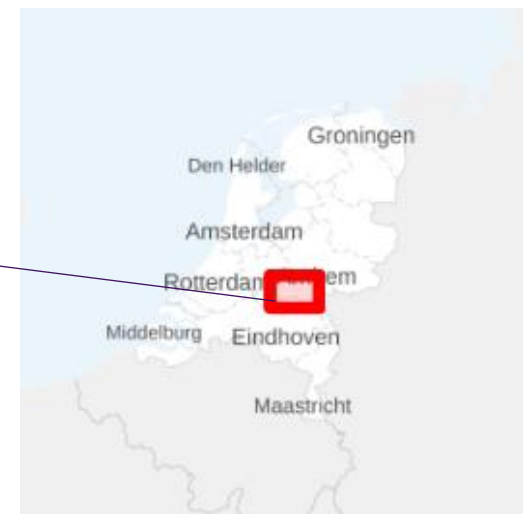 Groningen
Den Helder
Amsterdam
Rotterdam
Middelburg
Eindhoven
Maastricht